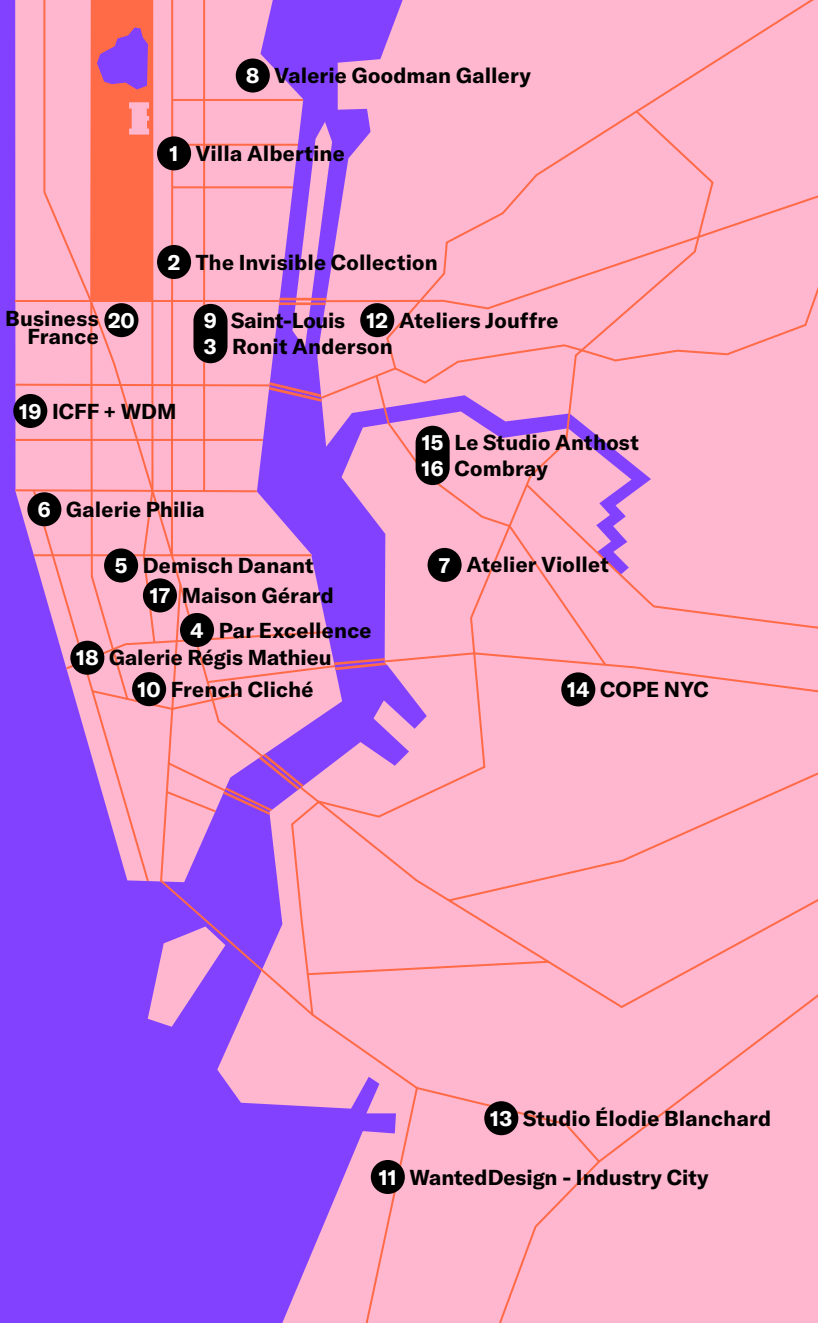 8 Valerie Goodman Gallery
1 Villa Albertine
2 The Invisible Collection
Business
France
20
9 Saint-Louis
3 Ronit Anderson
12 Ateliers Jouffre
19 ICFF + WDM
15 Le Studio Anthost
16 Combray
6 Galerie Philia
5 Demisch Danant
7 Atelier Viollet
17 Maison Gérard
4 Par Excellence
18 Galerie Régis Mathieu
10 French Cliché
14 COPE NYC
13 Studio Élodie Blanchard
11 WantedDesign - Industry City